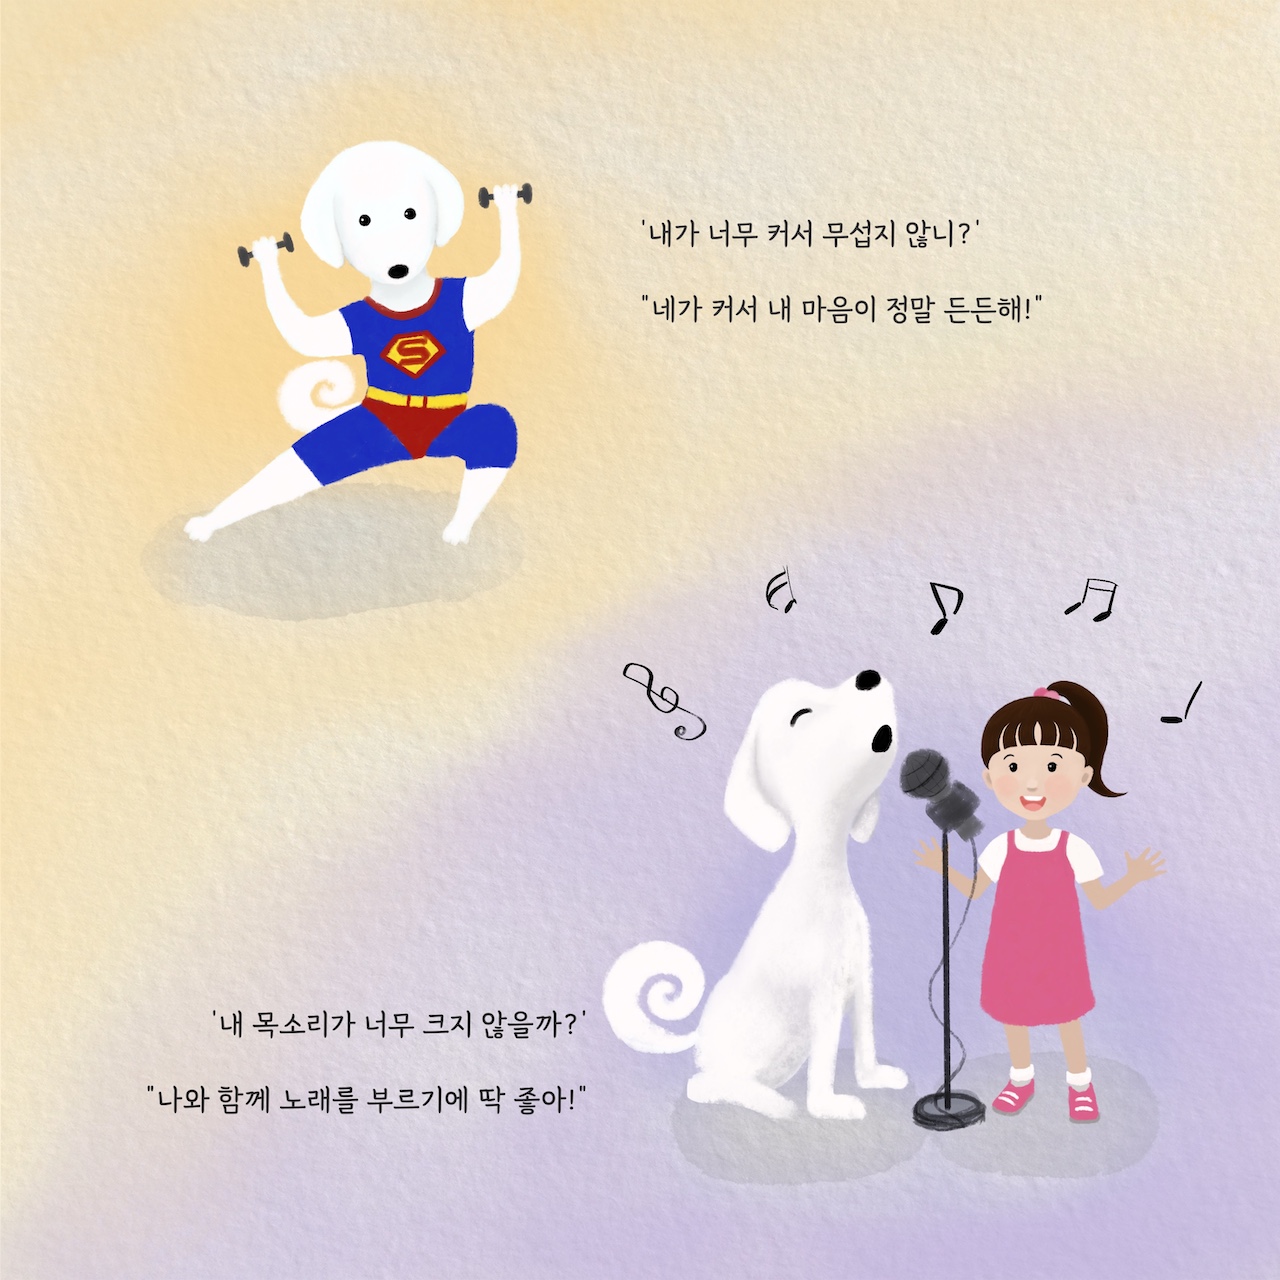 '내가 너무 커서 무섭지 않니?'
"네가 커서 내 마음이 정말 든든해!"
S
'내 목소리가 너무 크지 않을까?'
"나와 함께 노래를 부르기에 딱 좋아!"